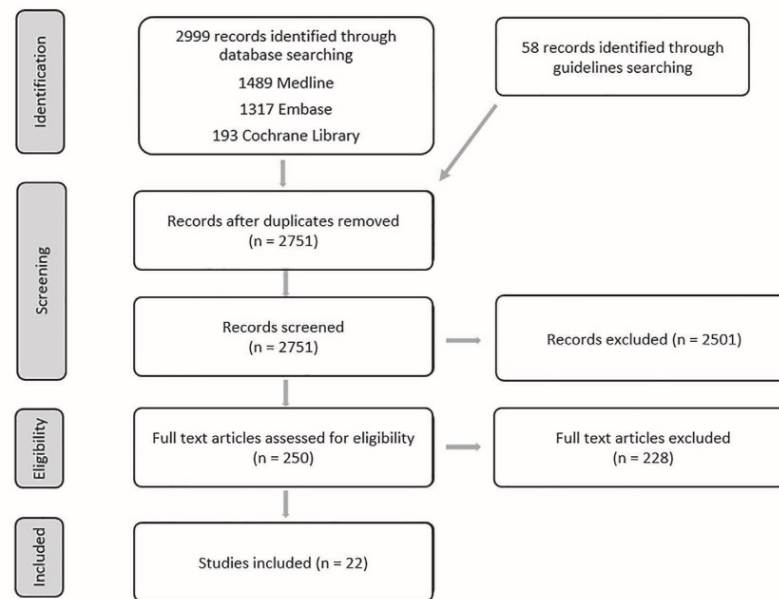 Identification
2999 records identified through
database searching
1489 Medline
1317 Embase
193 Cochrane Library
58 records identified through
guidelines searching
Screening
Records after duplicates removed
(n = 2751)
Records screened
(n = 2751)
Records excluded (n = 2501)
Eligibility
Full text articles assessed for eligibility
(n = 250)
Full text articles excluded
(n = 228)
Included
Studies included (n = 22)